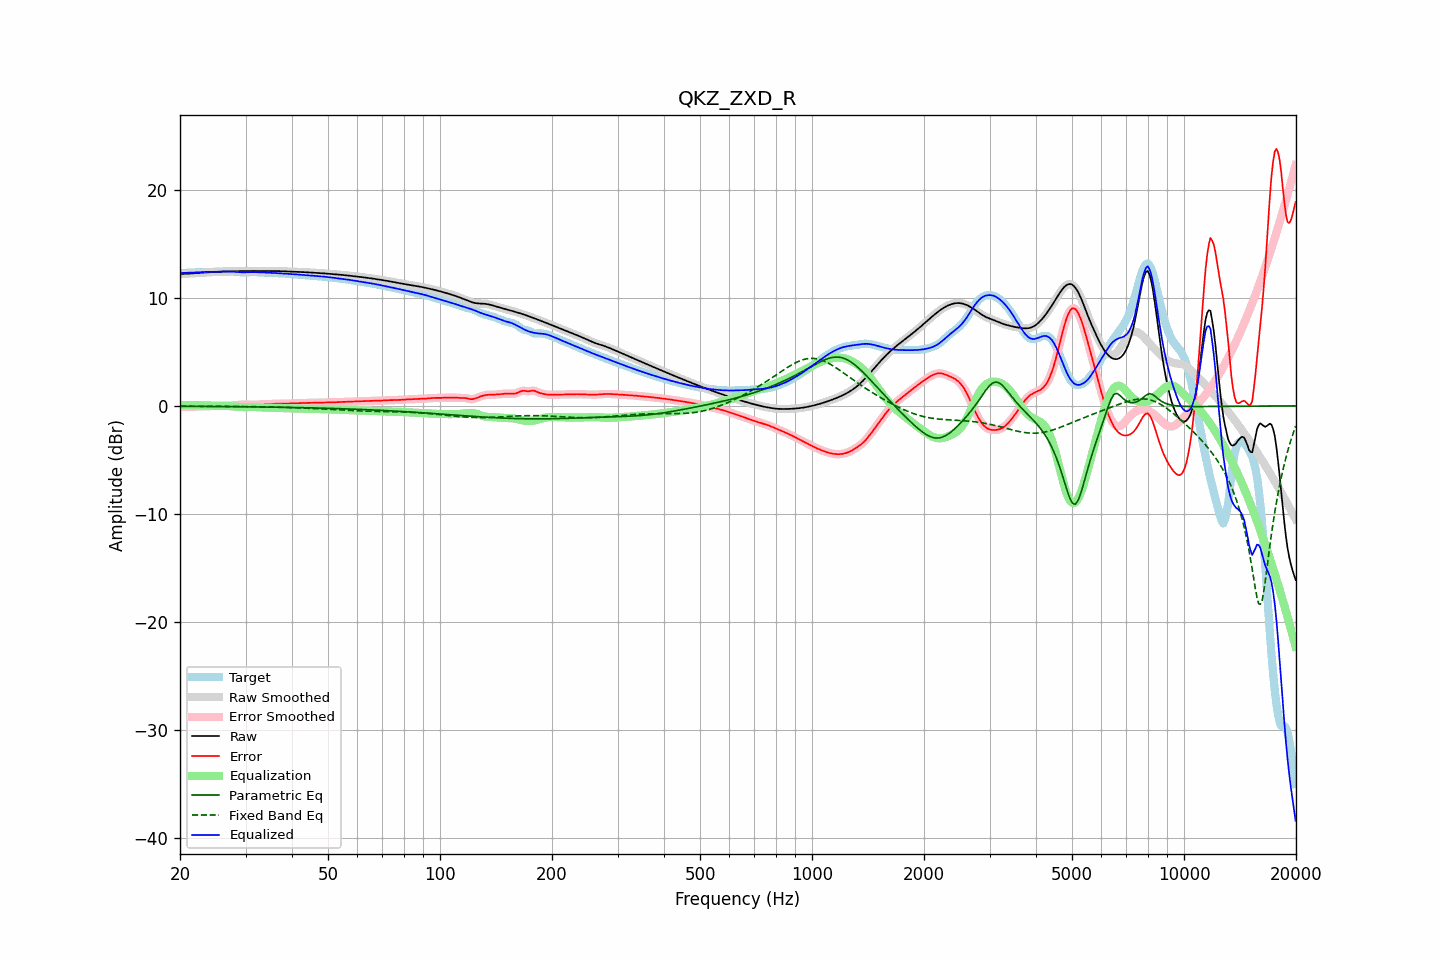 QKZ_ZXD_R
Amplitude (dBr)
20
10
0
−10
−20
−30
−40
Target
Raw Smoothed
Error Smoothed
Raw
Error
Equalization
Parametric Eq
Fixed Band Eq
Equalized
20 50 100 200 500 1000 2000 5000 10000 20000
Frequency (Hz)